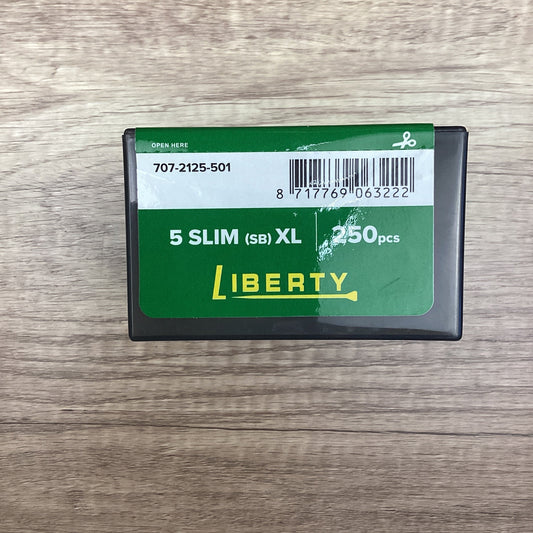 OPEN HERE
707-2125-501
8 717769 063222
5 SLIM (SB) XL
250pcs
LIBERTY